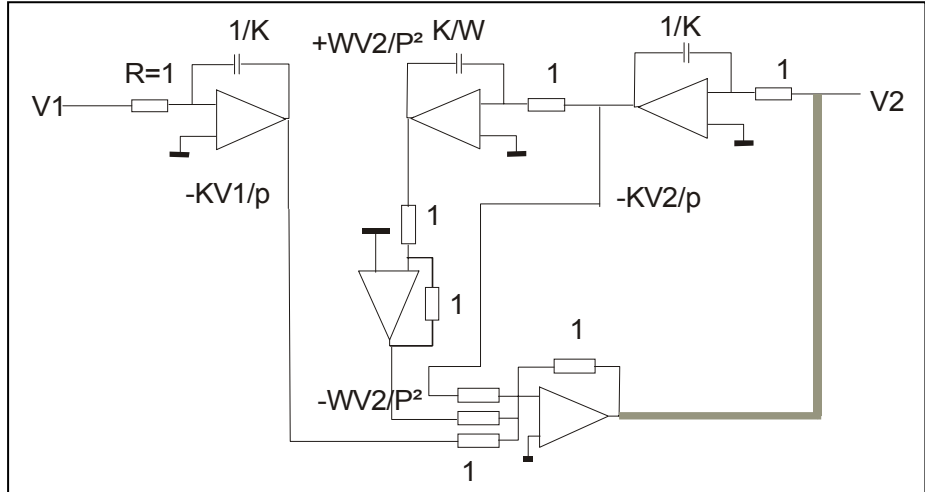 1/K
+WV2/P²
K/W
1/K
R=1
1
1
V1
V2
-KV1/p
-KV2/p
1
1
1
-WV2/P²
1